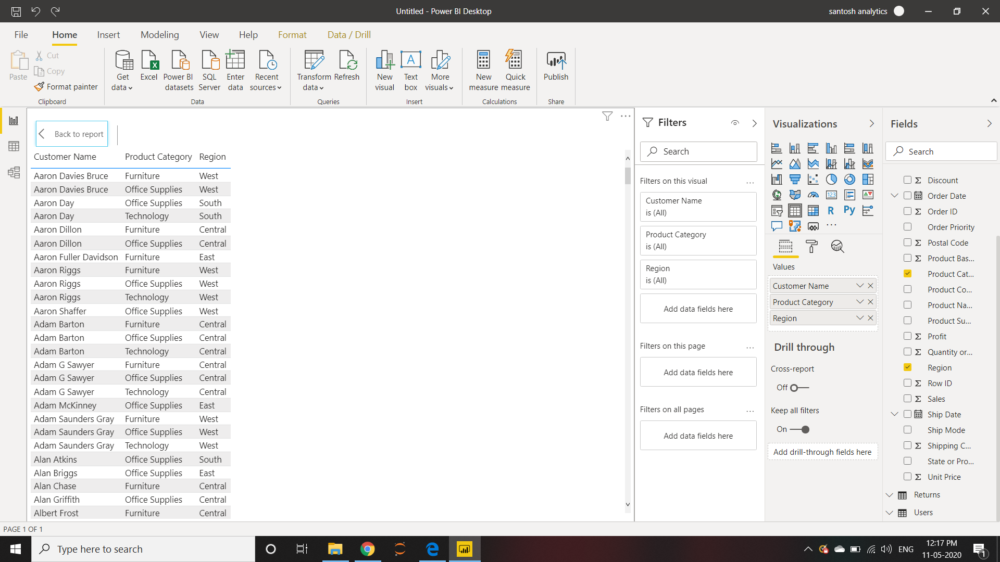 Untitled - Power BI Desktop
santosh analytics
File Home Insert Modeling View Help Format Data / Drill
Paste
Cut
Copy
Format painter
Clipboard
Get data
Excel
Power BI datasets
SQL Server
Enter data
Recent sources
Data
Transform data
Refresh
Queries
New visual
Text box
More visuals
Insert
New measure
Quick measure
Calculations
Publish
Share
Back to report
Customer Name Product Category Region
Aaron Davies Bruce Furniture West
Aaron Davies Bruce Office Supplies West
Aaron Day Office Supplies South
Aaron Day Technology South
Aaron Dillon Furniture Central
Aaron Dillon Office Supplies Central
Aaron Fuller Davidson Furniture East
Aaron Riggs Furniture West
Aaron Riggs Office Supplies West
Aaron Riggs Technology West
Aaron Shaffer Office Supplies West
Adam Barton Furniture Central
Adam Barton Office Supplies Central
Adam Barton Technology Central
Adam G Sawyer Furniture Central
Adam G Sawyer Office Supplies Central
Adam G Sawyer Technology Central
Adam McKinney Office Supplies East
Adam Saunders Gray Furniture West
Adam Saunders Gray Office Supplies West
Adam Saunders Gray Technology West
Alan Atkins Office Supplies South
Alan Briggs Office Supplies East
Alan Chase Furniture Central
Alan Griffith Office Supplies Central
Albert Frost Furniture Central
Filters
Search
Filters on this visual
Customer Name
is (All)
Product Category
is (All)
Region
is (All)
Add data fields here
Filters on this page
Add data fields here
Filters on all pages
Add data fields here
Visualizations
123
R Py
Values
Customer Name
Product Category
Region
Drill through
Cross-report
Off
Keep all filters
On
Add drill-through fields here
Fields
Search
Discount
Order Date
Order ID
Order Priority
Postal Code
Product Bas...
Product Cat...
Product Co...
Product Na...
Product Su...
Profit
Quantity or...
Region
Row ID
Sales
Ship Date
Ship Mode
Shipping C...
State or Pro...
Unit Price
Returns
Users
PAGE 1 OF 1
Type here to search
ENG
12:17 PM
11-05-2020
1